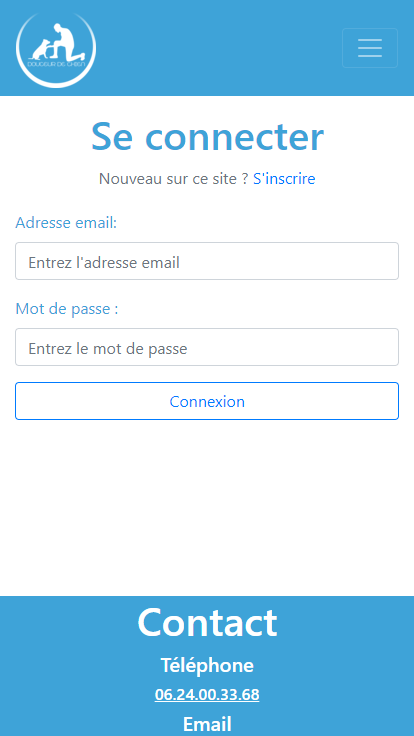 DOUCEUR DE CHIEN
Se connecter
Nouveau sur ce site ? S'inscrire
Adresse email:
Entrez l'adresse email
Mot de passe :
Entrez le mot de passe
Connexion
Contact
Téléphone
06.24.00.33.68
Email